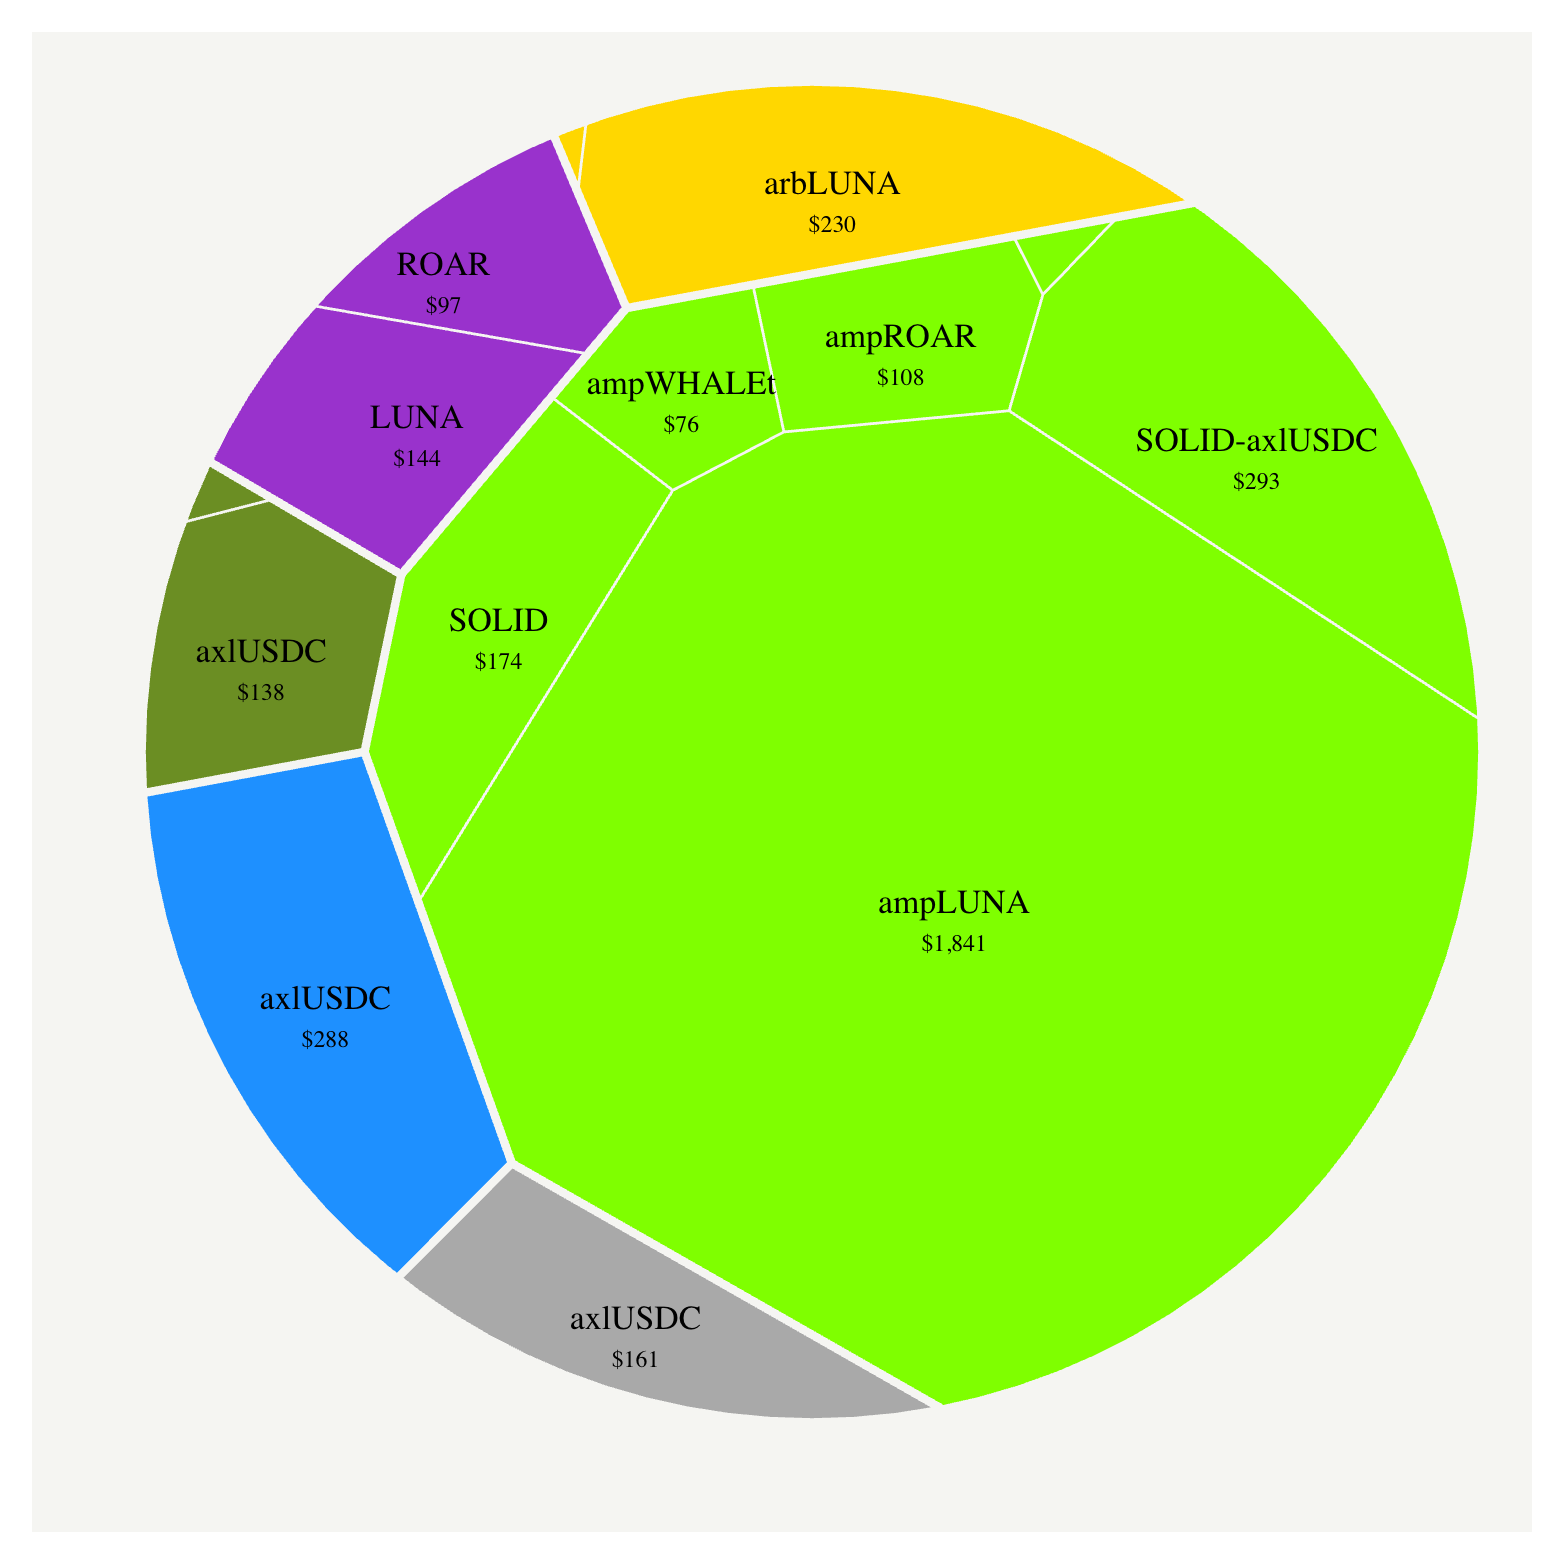 arbLUNA
$230
ROAR
$97
ampROAR
$108
ampWHALEt
$76
LUNA
$144
SOLID-axlUSDC
$293
SOLID
$174
axlUSDC
$138
ampLUNA
$1,841
axlUSDC
$288
axlUSDC
$161